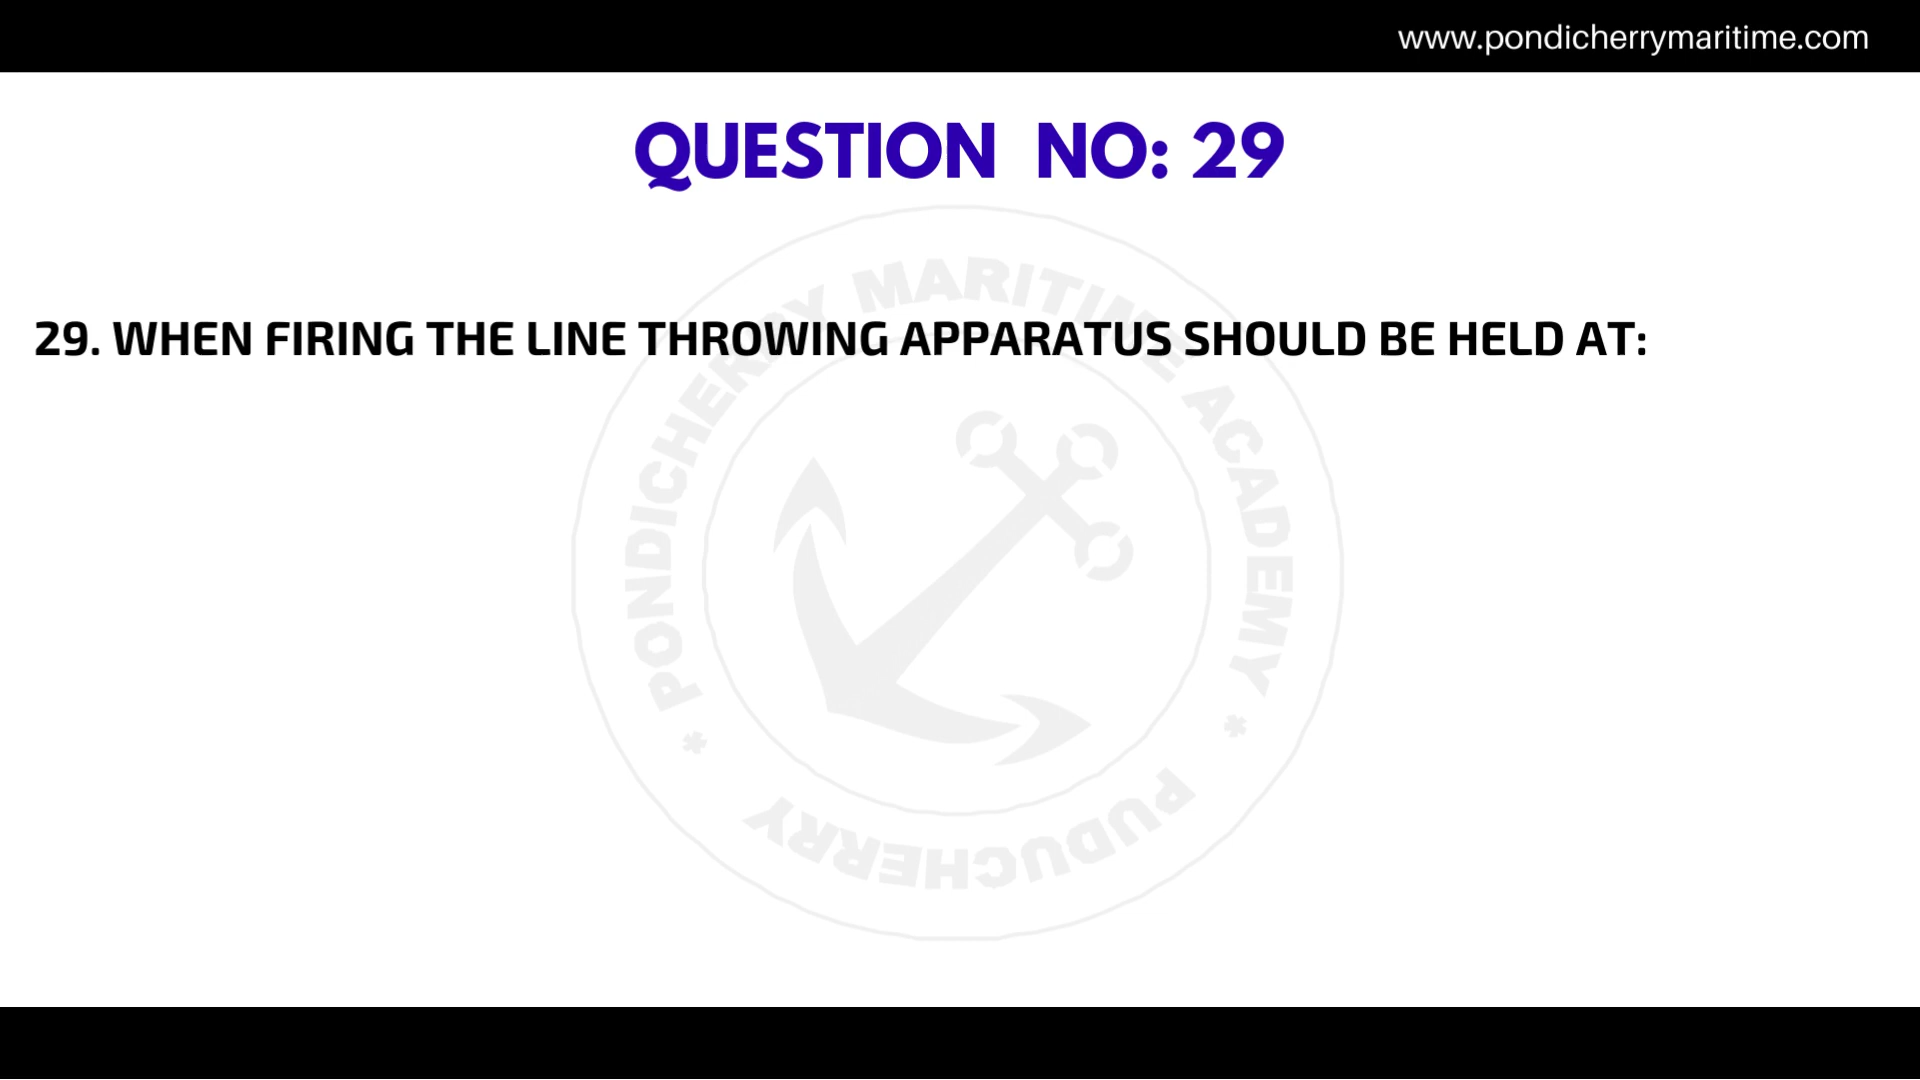 www.pondicherrymaritime.com
QUESTION NO: 29
29. WHEN FIRING THE LINE THROWING APPARATUS SHOULD BE HELD AT:
PONDICHERRY MARITIME ACADEMY
* PUDUCHERRY *